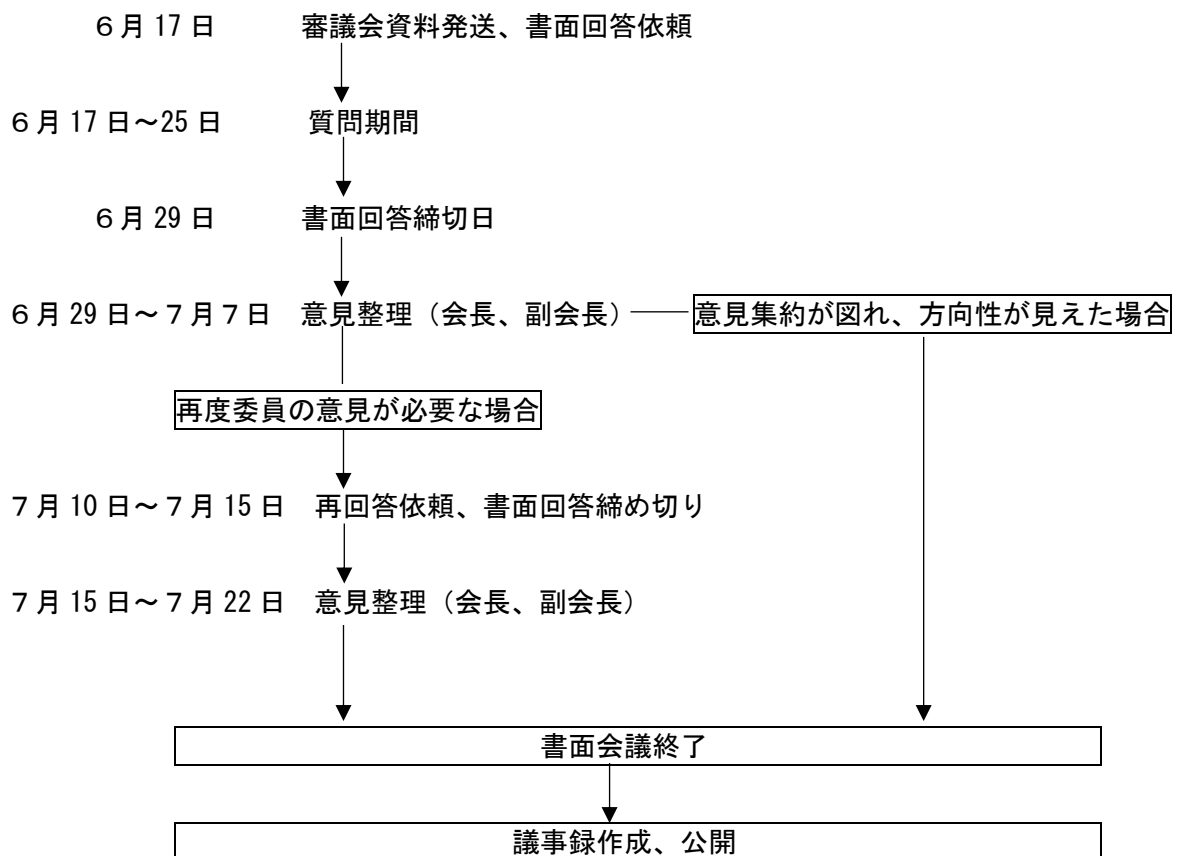 ６月 17 日　審議会資料発送、書面回答依頼
６月 17 日～25 日　質問期間
６月 29 日　書面回答締切日
６月 29 日～７月７日　意見整理（会長、副会長）　意見集約が図れ、方向性が見えた場合
再度委員の意見が必要な場合
７月 10 日～７月 15 日　再回答依頼、書面回答締め切り
７月 15 日～７月 22 日　意見整理（会長、副会長）
書面会議終了
議事録作成、公開